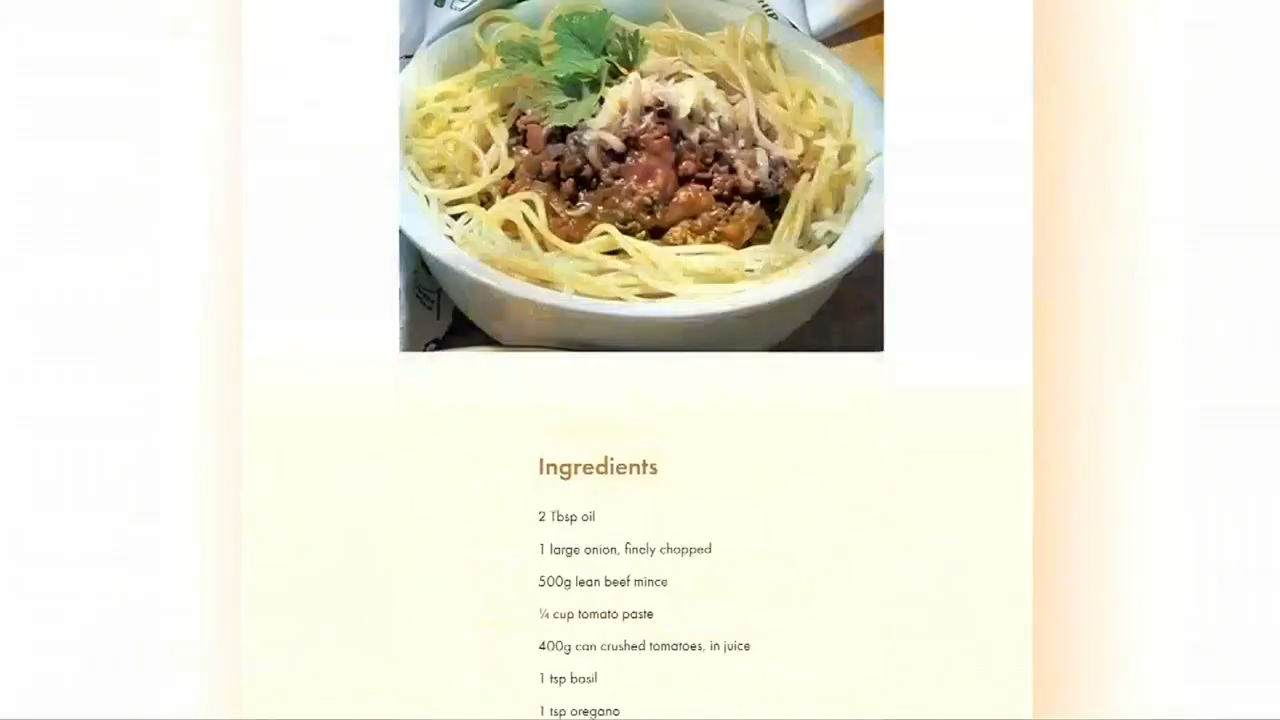 Ingredients
2 Tbsp oil
1 large onion, finely chopped
500g lean beef mince
¼ cup tomato paste
400g can crushed tomatoes, in juice
1 tsp basil
1 tsp oregano